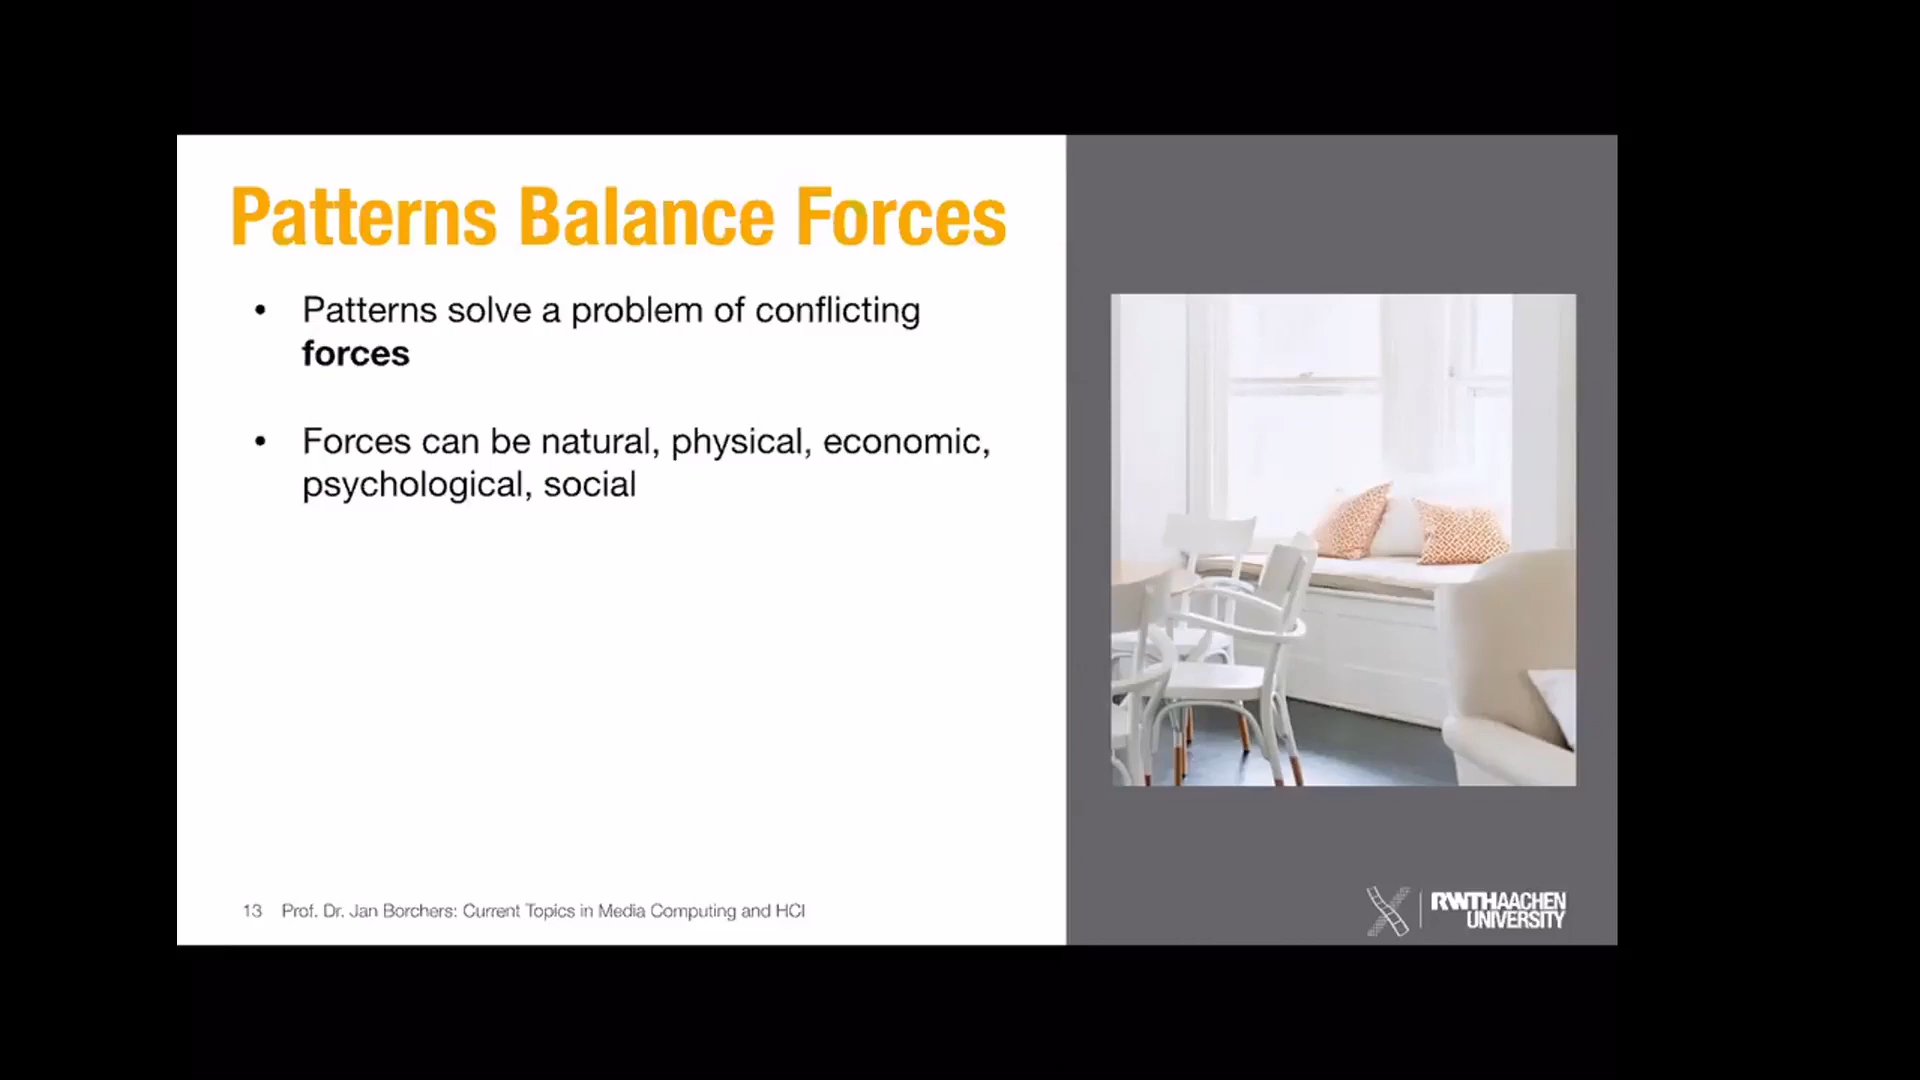 Patterns Balance Forces
• Patterns solve a problem of conflicting
forces
• Forces can be natural, physical, economic,
psychological, social
13 Prof. Dr. Jan Borchers: Current Topics in Media Computing and HCI
RWTHAACHEN
UNIVERSITY